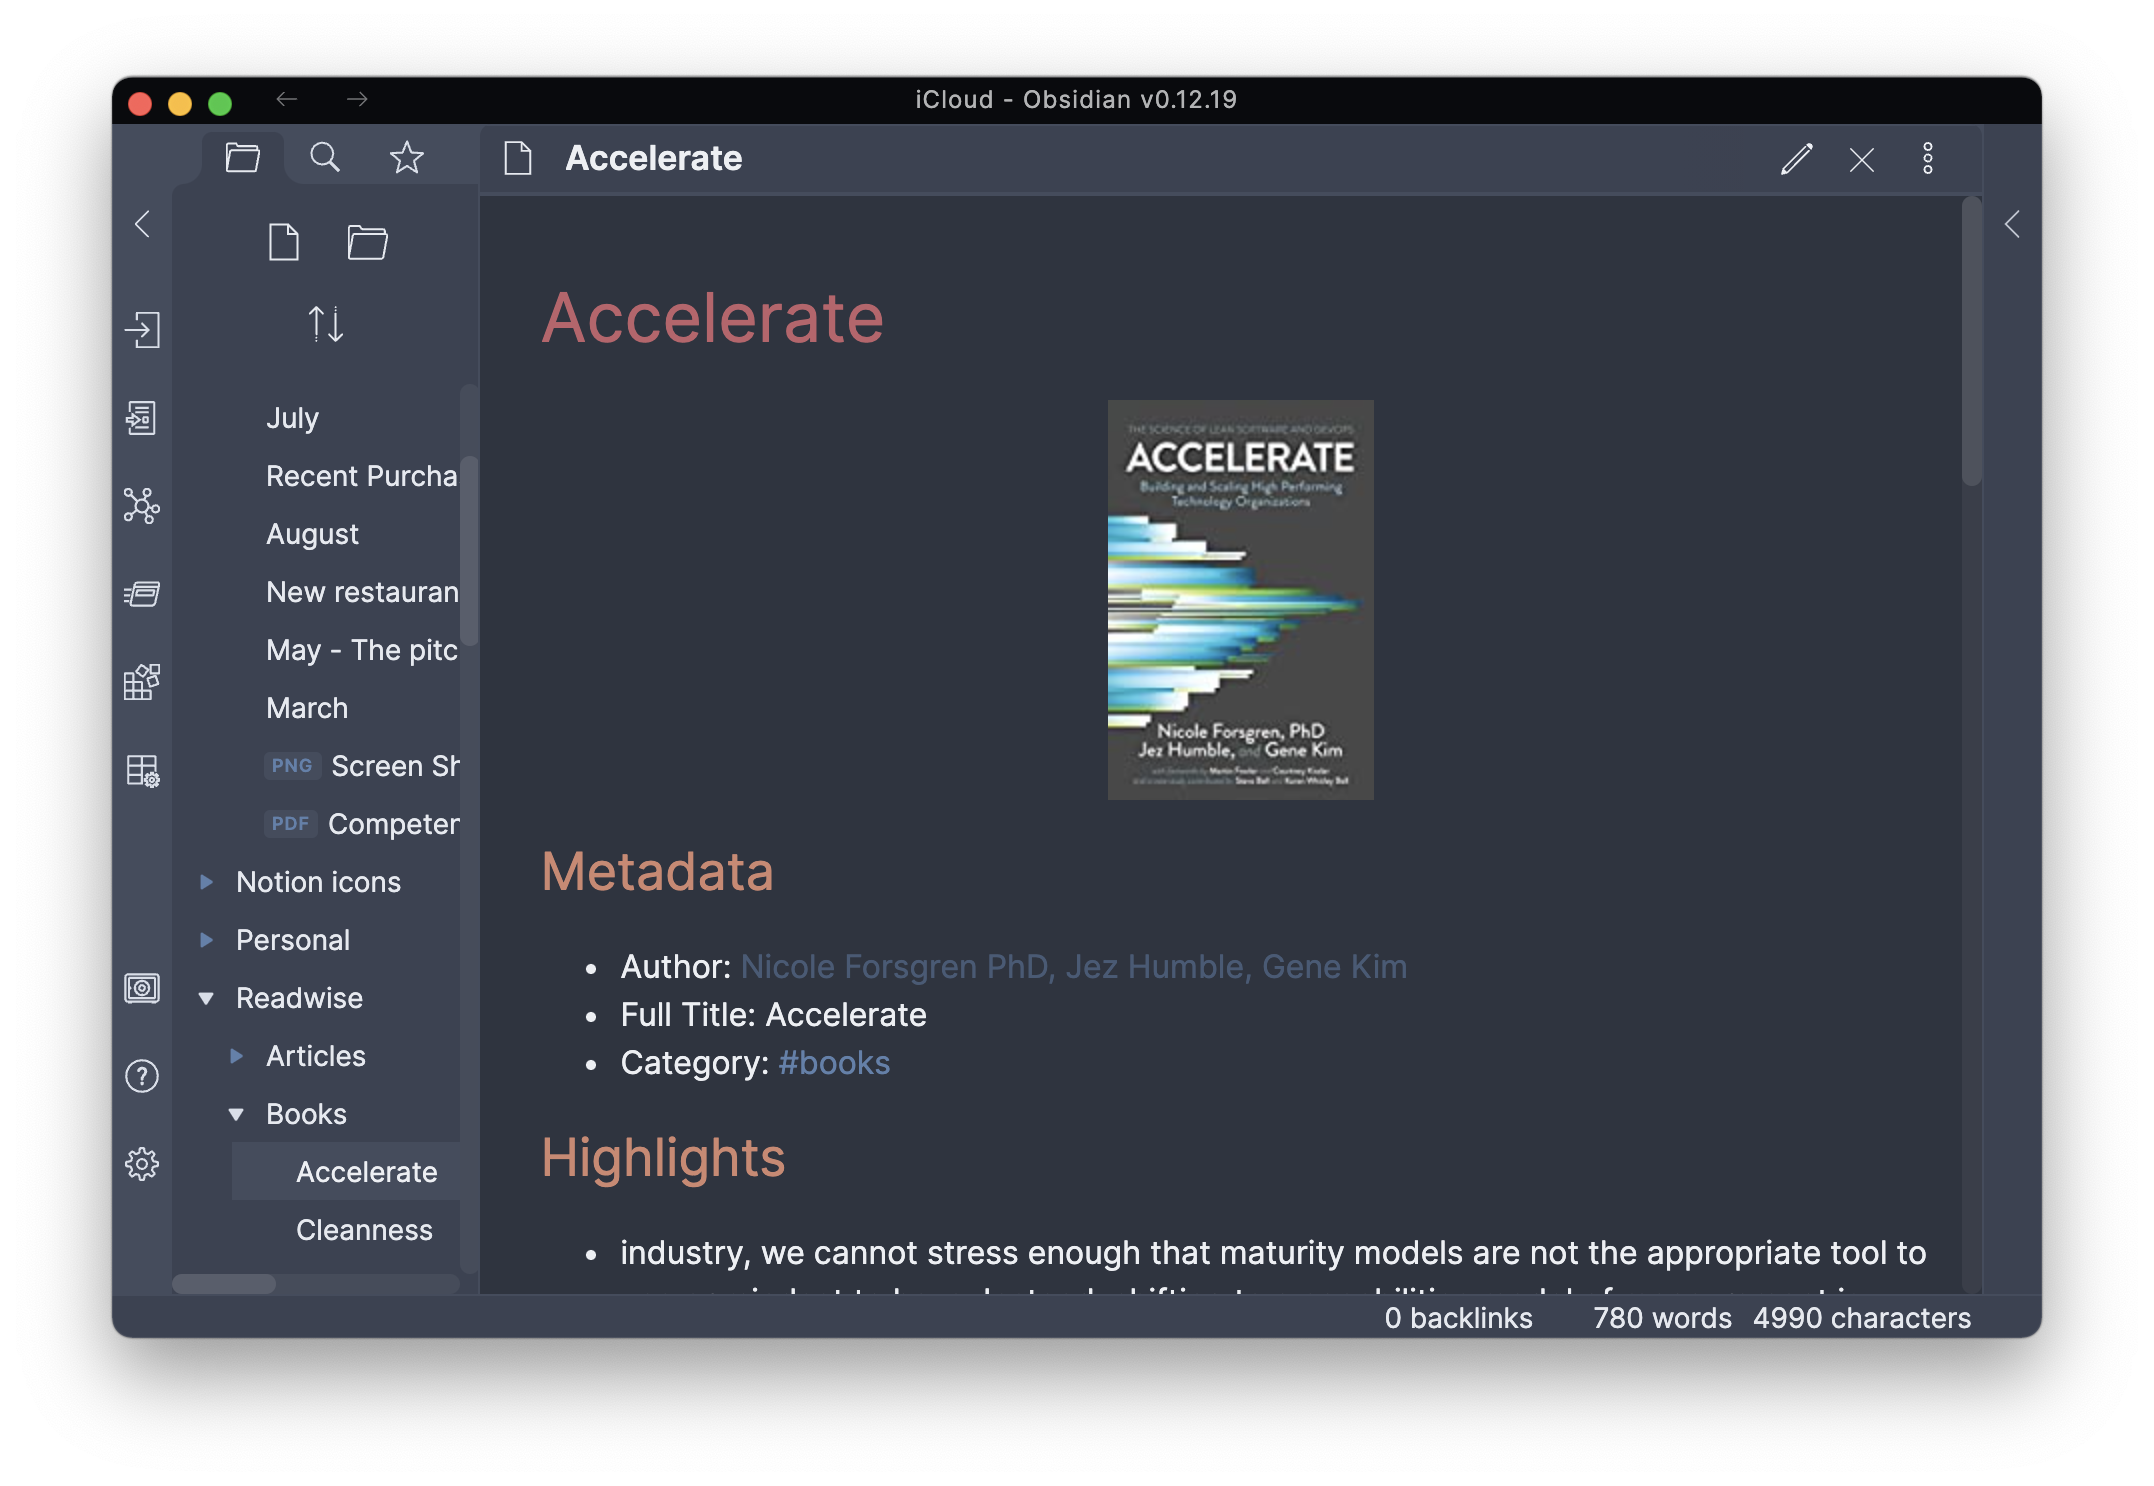 iCloud - Obsidian v0.12.19
Accelerate
July
Recent Purcha
August
New restauran
May - The pitc
March
PNG Screen Sh
PDF Competer
Notion icons
Personal
Readwise
Articles
Books
Accelerate
Cleanness
Accelerate
THE SCIENCE OF LEAN SOFTWARE AND DEVOPS
ACCELERATE
Building and Scaling High Performing
Technology Organizations
Nicole Forsgren, PhD
Jez Humble, and Gene Kim
Metadata
Author: Nicole Forsgren PhD, Jez Humble, Gene Kim
Full Title: Accelerate
Category: #books
Highlights
industry, we cannot stress enough that maturity models are not the appropriate tool to
0 backlinks 780 words 4990 characters